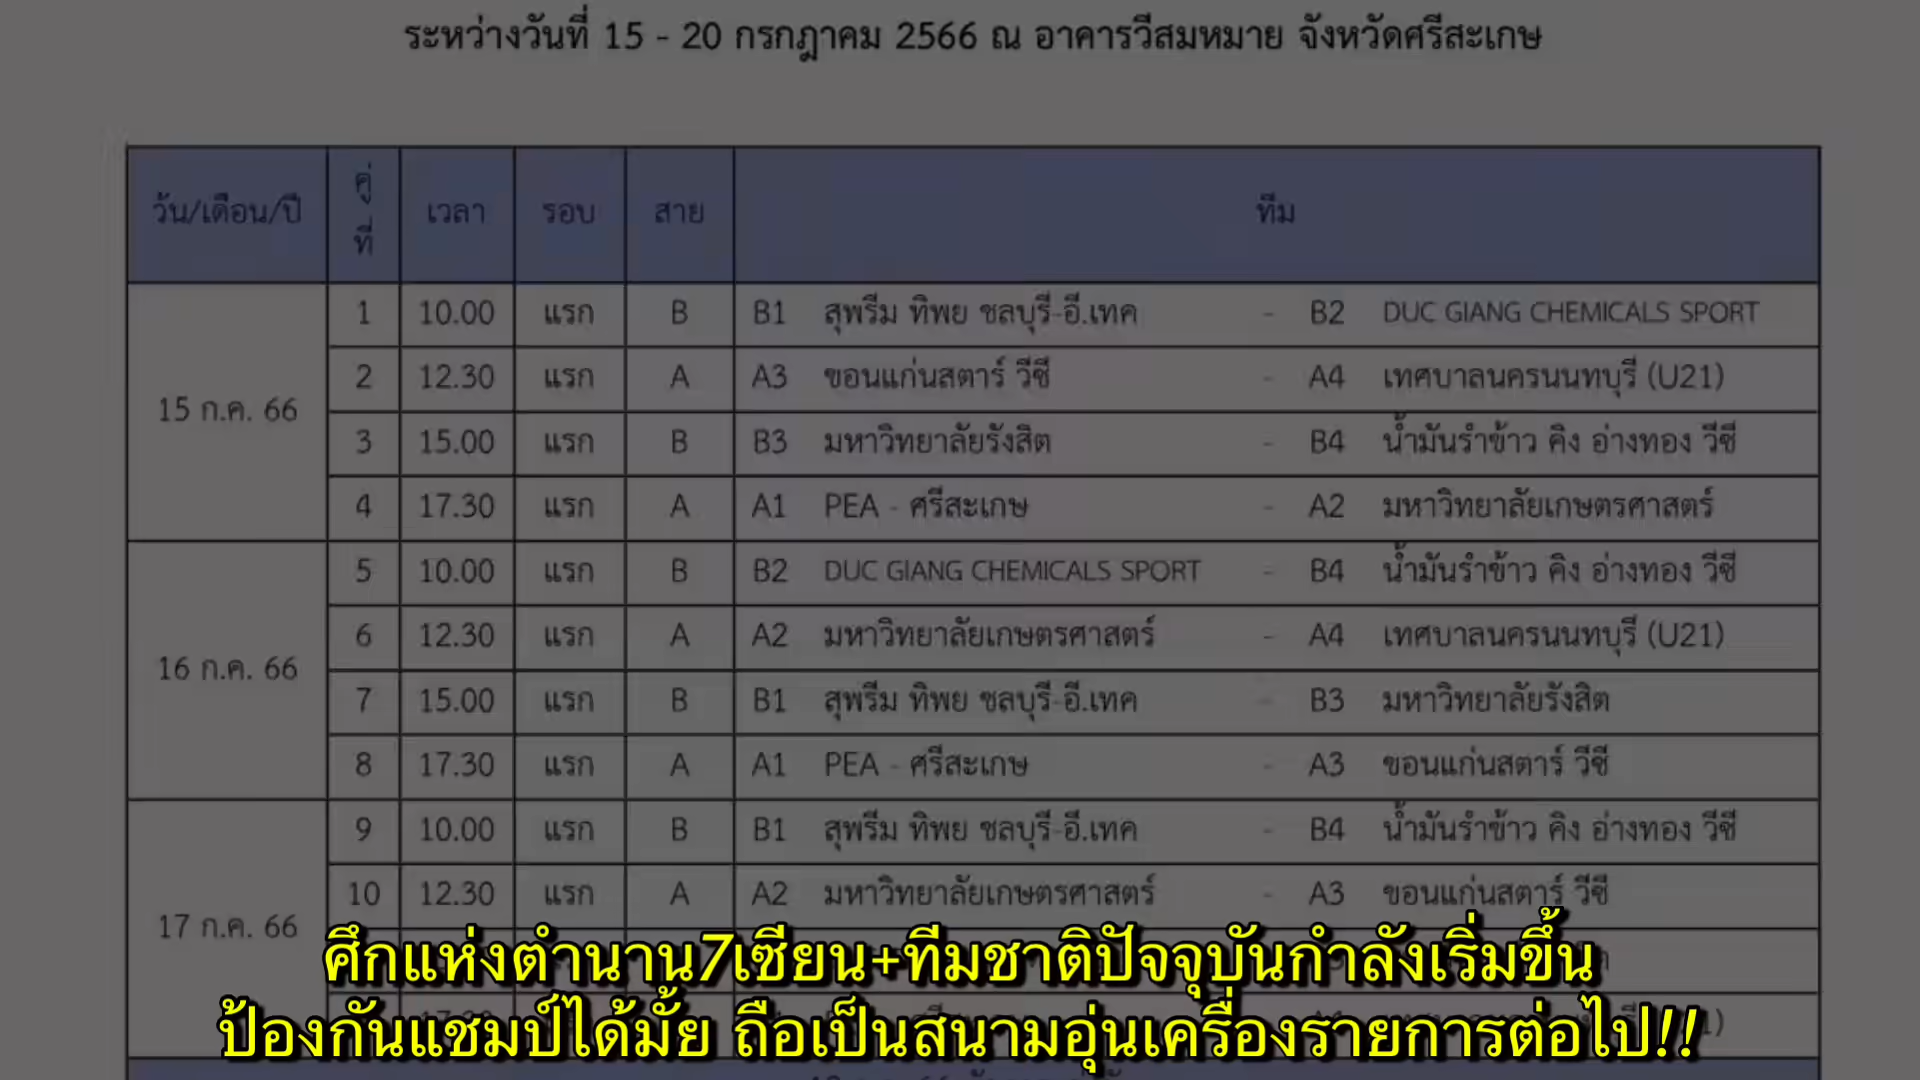 ระหว่างวันที่ 15 - 20 กรกฎาคม 2566 ณ อาคารวีสมหมาย จังหวัดศรีสะเกษ
วัน/เดือน/ปี คู่ที่ เวลา รอบ สาย ทีม
15 ก.ค. 66
1 10.00 แรก B B1 สุพรีม ทิพย ชลบุรี-อี.เทค - B2 DUC GIANG CHEMICALS SPORT
2 12.30 แรก A A3 ขอนแก่นสตาร์ วีซี - A4 เทศบาลนครนนทบุรี (U21)
3 15.00 แรก B B3 มหาวิทยาลัยรังสิต - B4 น้ำมันรำข้าว คิง อ่างทอง วีซี
4 17.30 แรก A A1 PEA - ศรีสะเกษ - A2 มหาวิทยาลัยเกษตรศาสตร์
16 ก.ค. 66
5 10.00 แรก B B2 DUC GIANG CHEMICALS SPORT - B4 น้ำมันรำข้าว คิง อ่างทอง วีซี
6 12.30 แรก A A2 มหาวิทยาลัยเกษตรศาสตร์ - A4 เทศบาลนครนนทบุรี (U21)
7 15.00 แรก B B1 สุพรีม ทิพย ชลบุรี-อี.เทค - B3 มหาวิทยาลัยรังสิต
8 17.30 แรก A A1 PEA - ศรีสะเกษ - A3 ขอนแก่นสตาร์ วีซี
17 ก.ค. 66
9 10.00 แรก B B1 สุพรีม ทิพย ชลบุรี-อี.เทค - B4 น้ำมันรำข้าว คิง อ่างทอง วีซี
10 12.30 แรก A A2 มหาวิทยาลัยเกษตรศาสตร์ - A3 ขอนแก่นสตาร์ วีซี
ศึกแห่งตำนาน7เซียน+ทีมชาติปัจจุบันกำลังเริ่มขึ้น
ป้องกันแชมป์ได้มั้ย ถือเป็นสนามอุ่นเครื่องรายการต่อไป!!